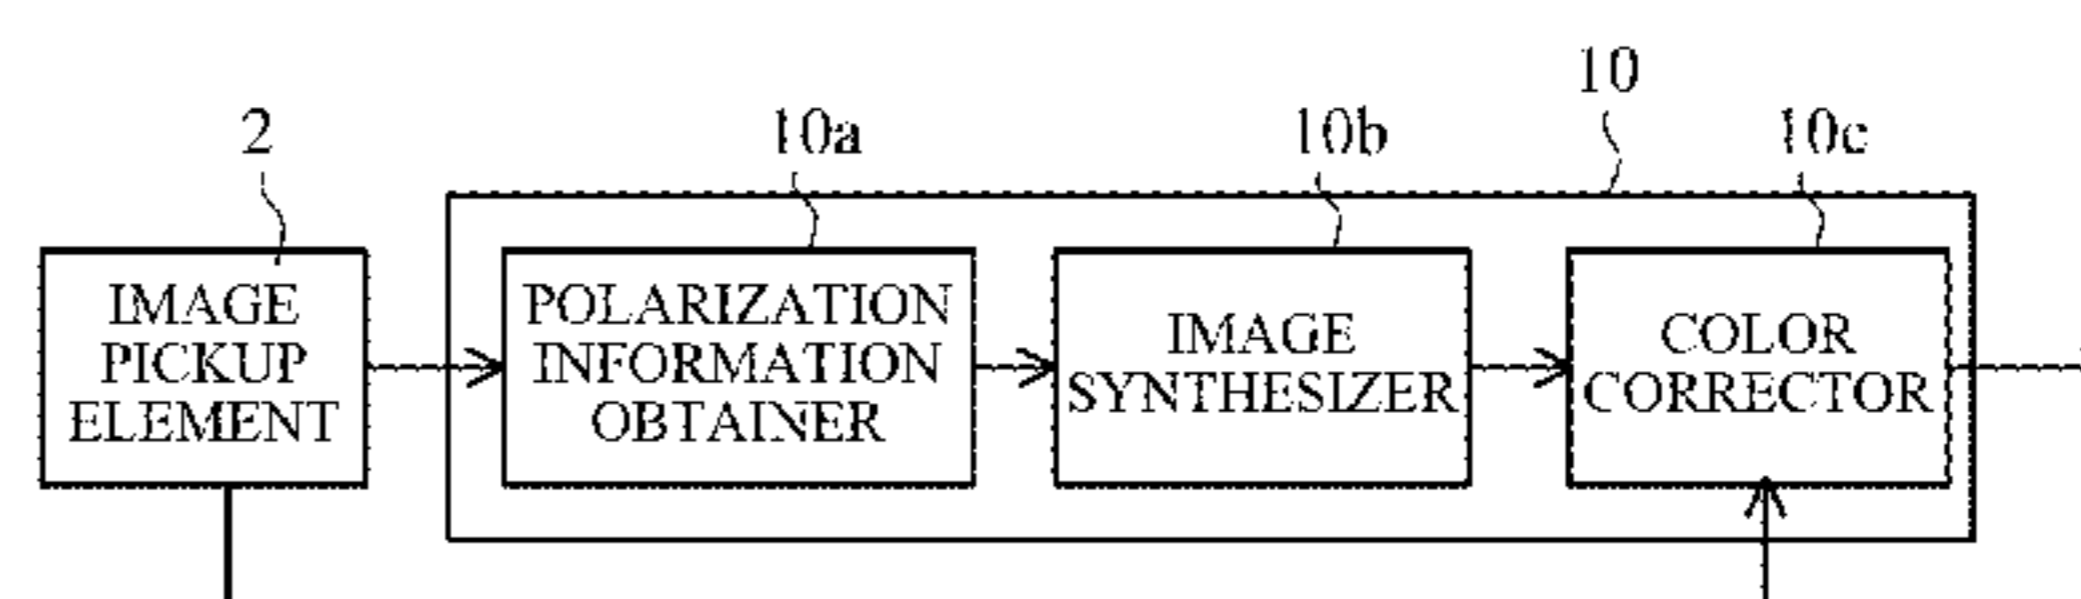 10
2
10a
10b
10c
IMAGE
PICKUP
ELEMENT
POLARIZATION
INFORMATION
OBTAINER
IMAGE
SYNTHESIZER
COLOR
CORRECTOR